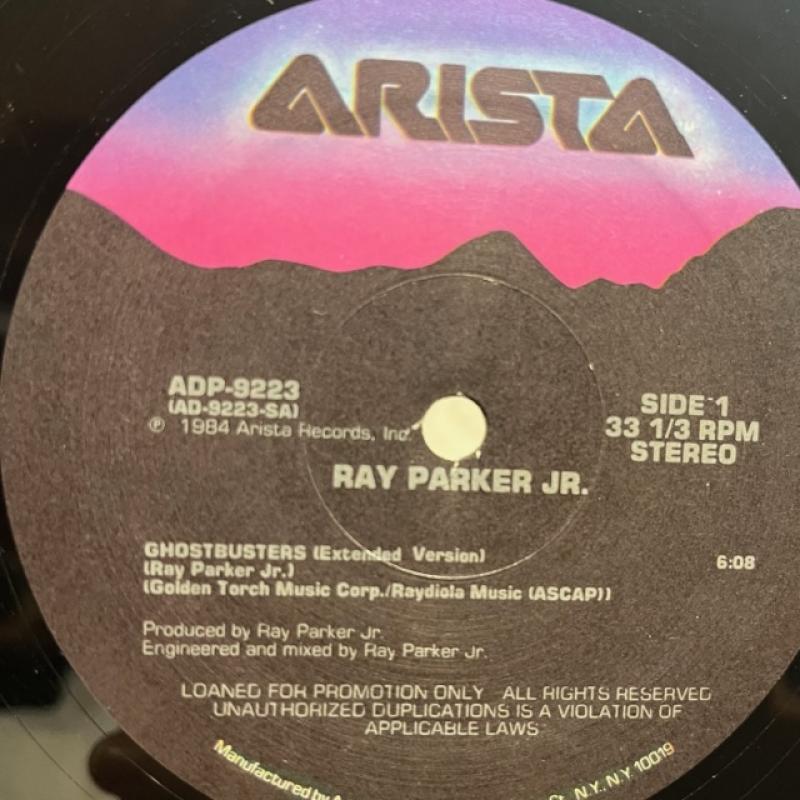 ARISTA
ADP-9223
(AD-9223-SA)
℗ 1984 Arista Records, Inc.
SIDE 1
33 1/3 RPM
STEREO
RAY PARKER JR.
GHOSTBUSTERS (Extended Version) 6:08
(Ray Parker Jr.)
(Golden Torch Music Corp./Raydiola Music (ASCAP))
Produced by Ray Parker Jr.
Engineered and mixed by Ray Parker Jr.
LOANED FOR PROMOTION ONLY ALL RIGHTS RESERVED
UNAUTHORIZED DUPLICATIONS IS A VIOLATION OF
APPLICABLE LAWS
Manufactured by
N.Y., N.Y. 10019